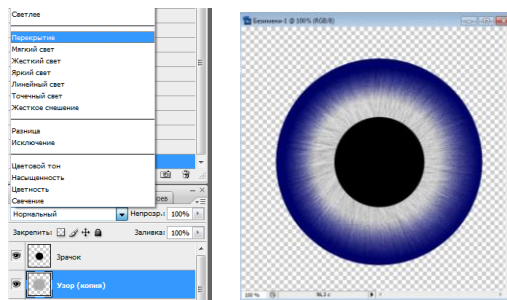 Светлее
Перекрытие
Мягкий свет
Жесткий свет
Яркий свет
Линейный свет
Точечный свет
Жесткое смешение
Разница
Исключение
Цветовой тон
Насыщенность
Цветность
Свечение
Нормальный
Непрозр.: 100%
Закрепить:
Заливка: 100%
Зрачок
Узор (копия)
Безимени-1 @ 100% (RGB/8)
100 %